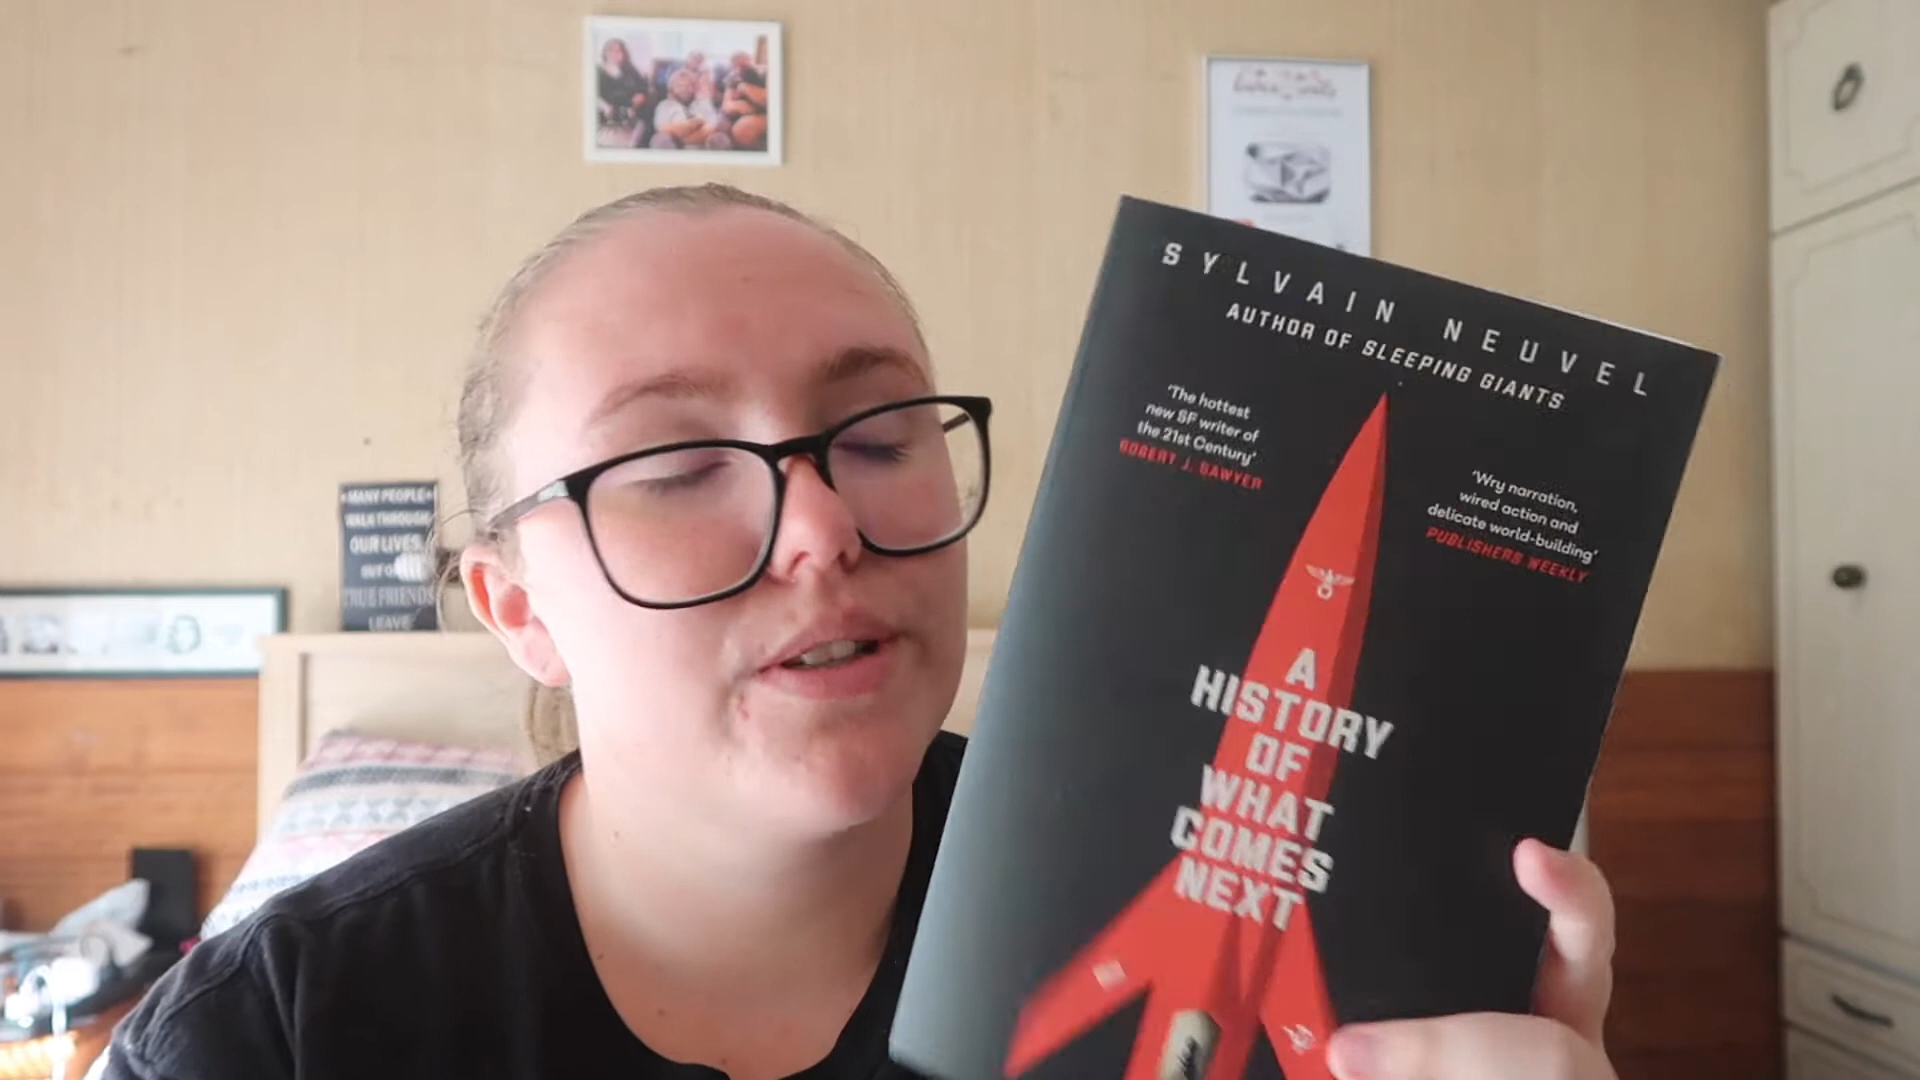 SYLVAIN NEUVEL
AUTHOR OF SLEEPING GIANTS
'The hottest
new SF writer of
the 21st Century'
ROBERT J. SAWYER
'Wry narration,
wired action and
delicate world-building'
PUBLISHERS WEEKLY
A
HISTORY
OF
WHAT
COMES
NEXT
MANY PEOPLE
WALK THROUGH
OUR LIVES,
TRUE FRIENDS
LEAVE